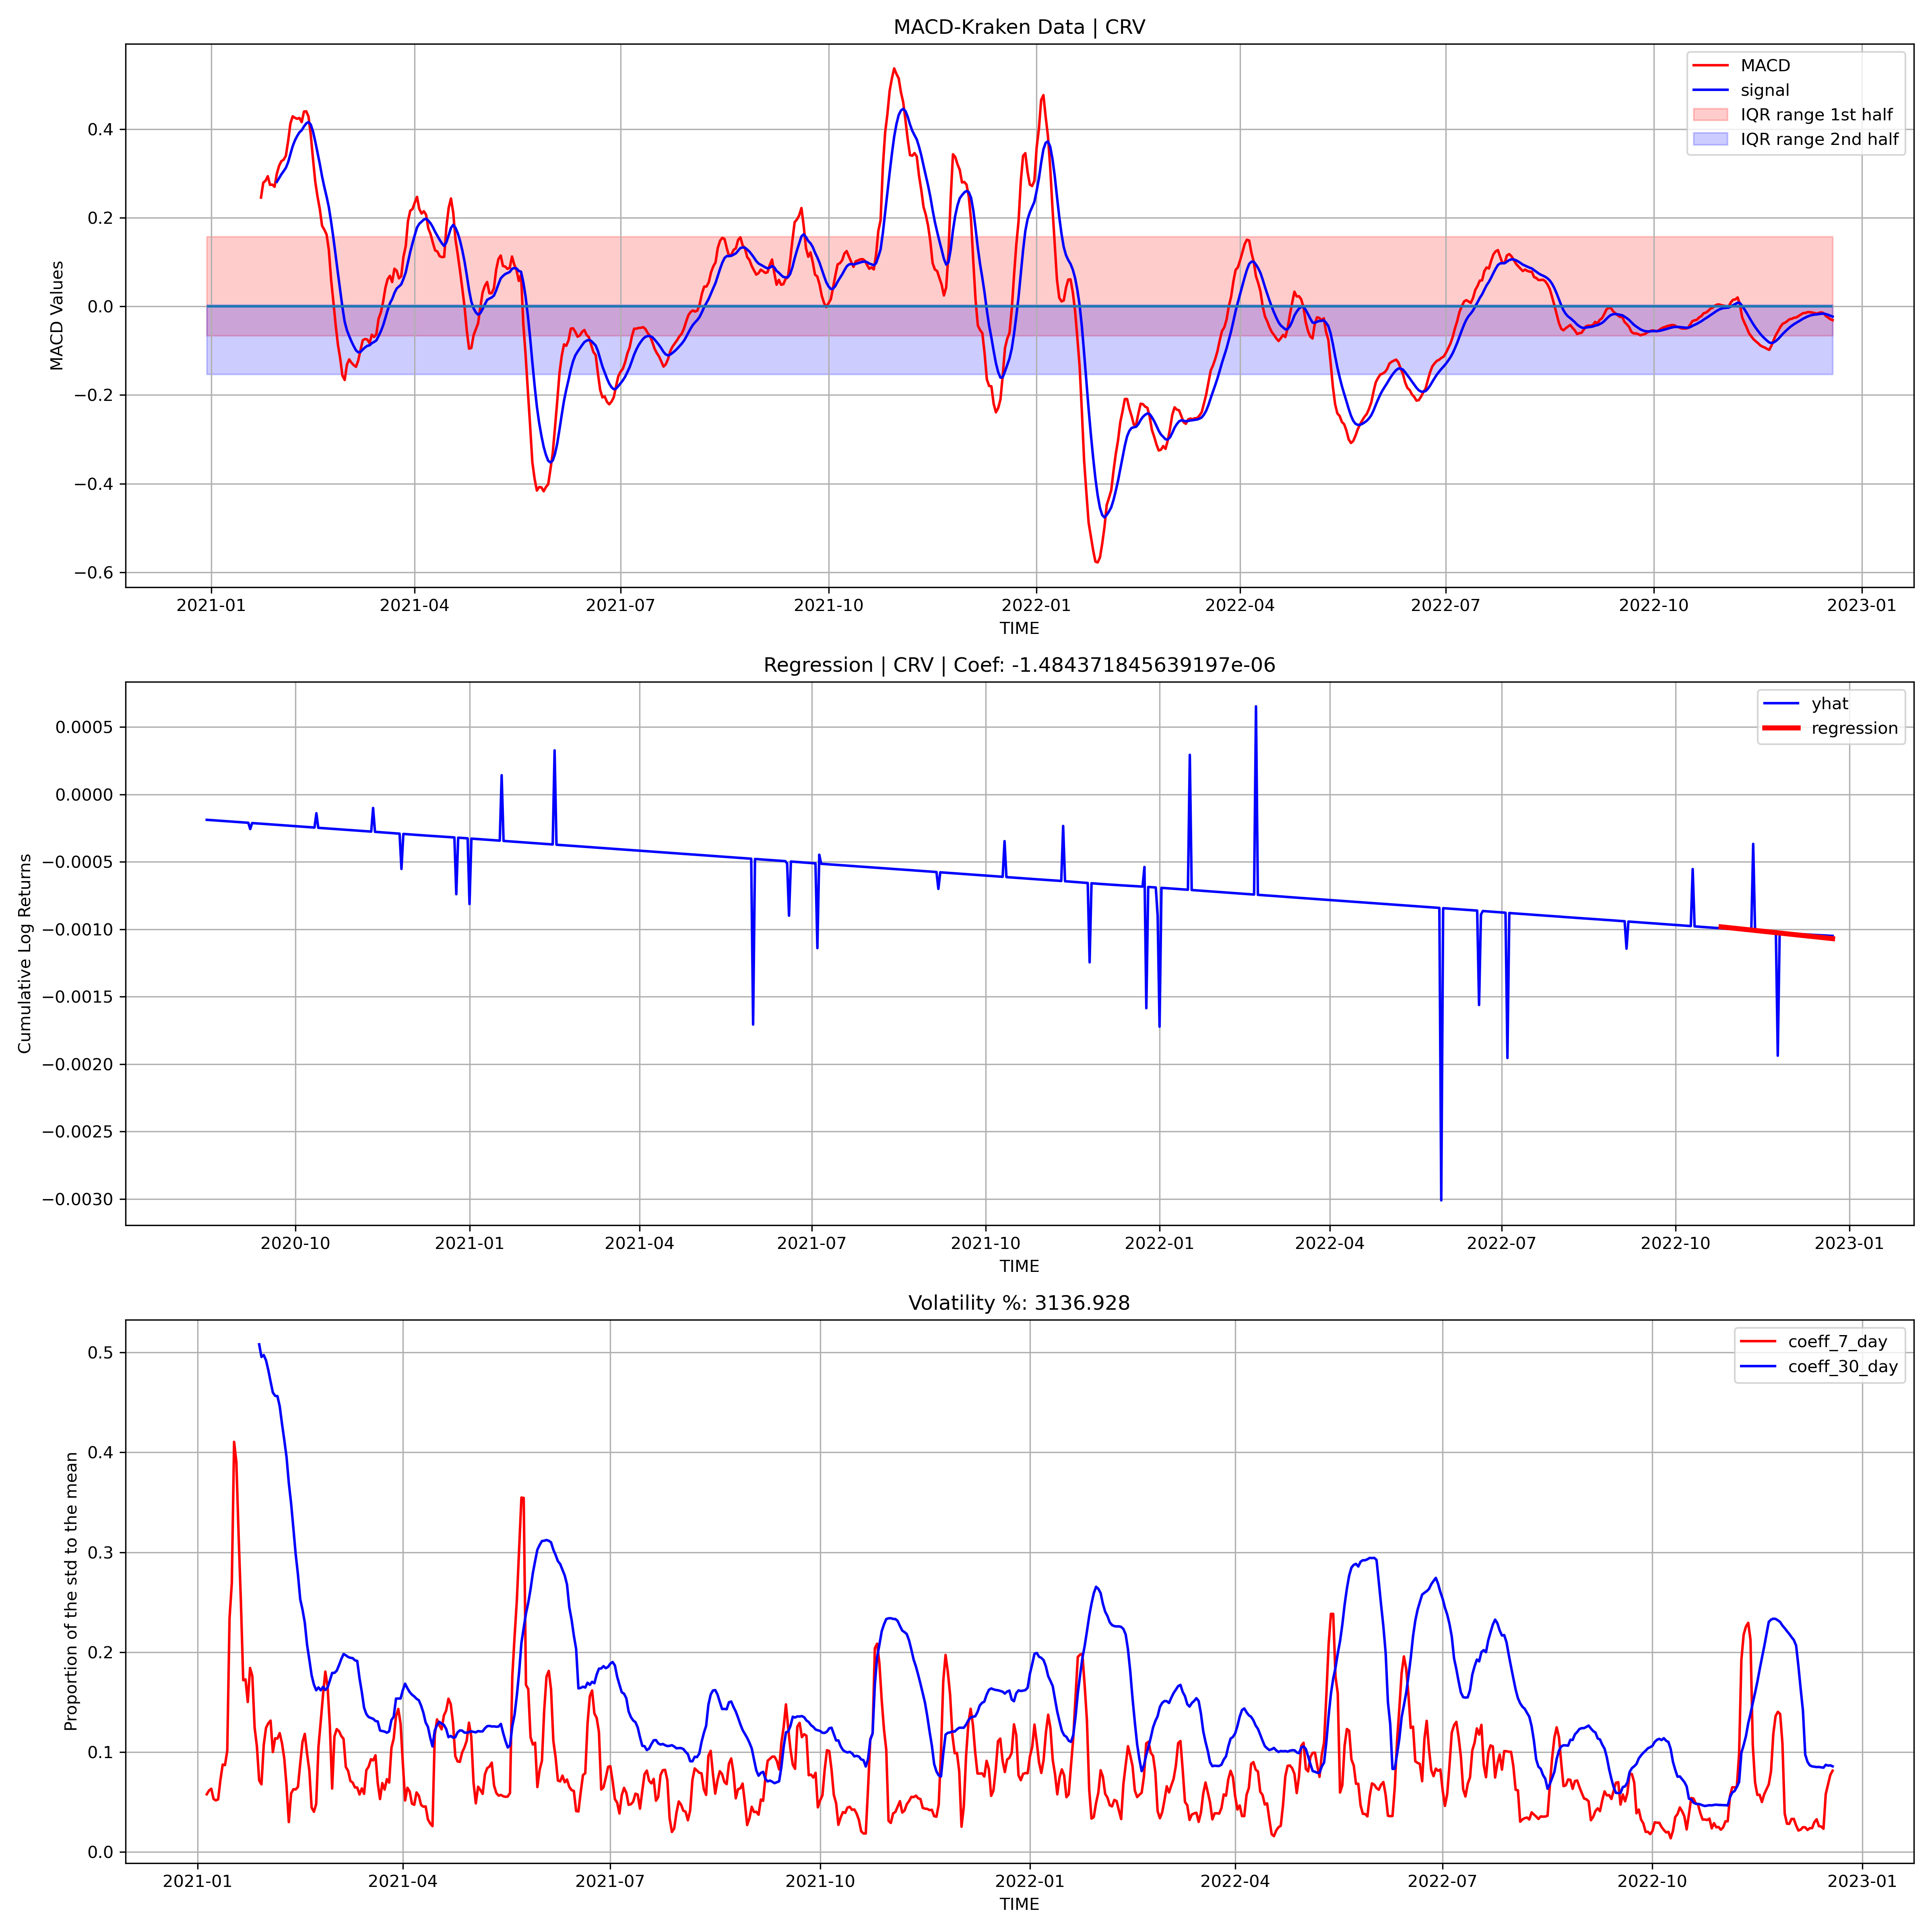 MACD-Kraken Data | CRV
MACD
signal
IQR range 1st half
IQR range 2nd half
MACD Values
0.4
0.2
0.0
−0.2
−0.4
−0.6
2021-01 2021-04 2021-07 2021-10 2022-01 2022-04 2022-07 2022-10 2023-01
TIME
Regression | CRV | Coef: -1.484371845639197e-06
yhat
regression
Cumulative Log Returns
0.0005
0.0000
−0.0005
−0.0010
−0.0015
−0.0020
−0.0025
−0.0030
2020-10 2021-01 2021-04 2021-07 2021-10 2022-01 2022-04 2022-07 2022-10 2023-01
TIME
Volatility %: 3136.928
coeff_7_day
coeff_30_day
Proportion of the std to the mean
0.5
0.4
0.3
0.2
0.1
0.0
2021-01 2021-04 2021-07 2021-10 2022-01 2022-04 2022-07 2022-10 2023-01
TIME